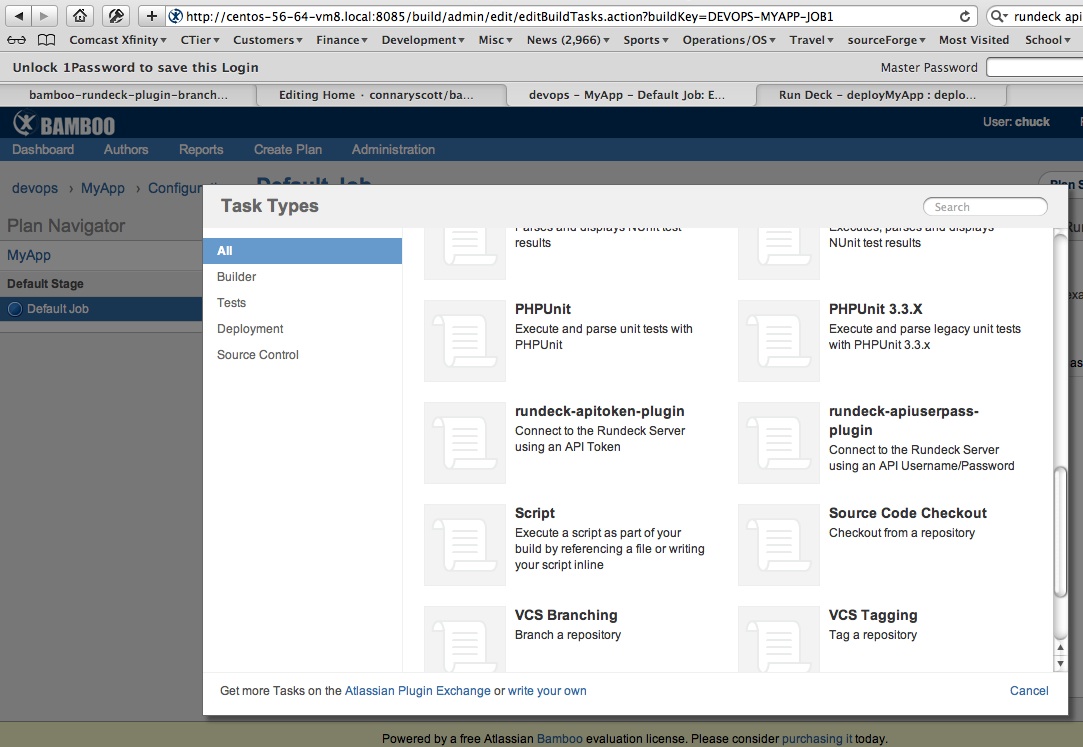 http://centos-56-64-vm8.local:8085/build/admin/edit/editBuildTasks.action?buildKey=DEVOPS-MYAPP-JOB1
rundeck api
Comcast Xfinity CTier Customers Finance Development Misc News (2,966) Sports Operations/OS Travel sourceForge Most Visited School
Unlock 1Password to save this Login
Master Password
bamboo-rundeck-plugin-branch...
Editing Home · connaryscott/ba...
devops – MyApp – Default Job: E...
Run Deck – deployMyApp : deplo...
BAMBOO
User: chuck
Dashboard Authors Reports Create Plan Administration
devops › MyApp ›
Default Job
Plan Navigator
MyApp
Default Stage
Default Job
Task Types
Search
All
Builder
Tests
Deployment
Source Control
Parses and displays NUnit test
results
Executes, parses and displays
NUnit test results
PHPUnit
Execute and parse unit tests with
PHPUnit
PHPUnit 3.3.X
Execute and parse legacy unit tests
with PHPUnit 3.3.x
rundeck-apitoken-plugin
Connect to the Rundeck Server
using an API Token
rundeck-apiuserpass-
plugin
Connect to the Rundeck Server
using an API Username/Password
Script
Execute a script as part of your
build by referencing a file or writing
your script inline
Source Code Checkout
Checkout from a repository
VCS Branching
Branch a repository
VCS Tagging
Tag a repository
Get more Tasks on the Atlassian Plugin Exchange or write your own
Cancel
Powered by a free Atlassian Bamboo evaluation license. Please consider purchasing it today.